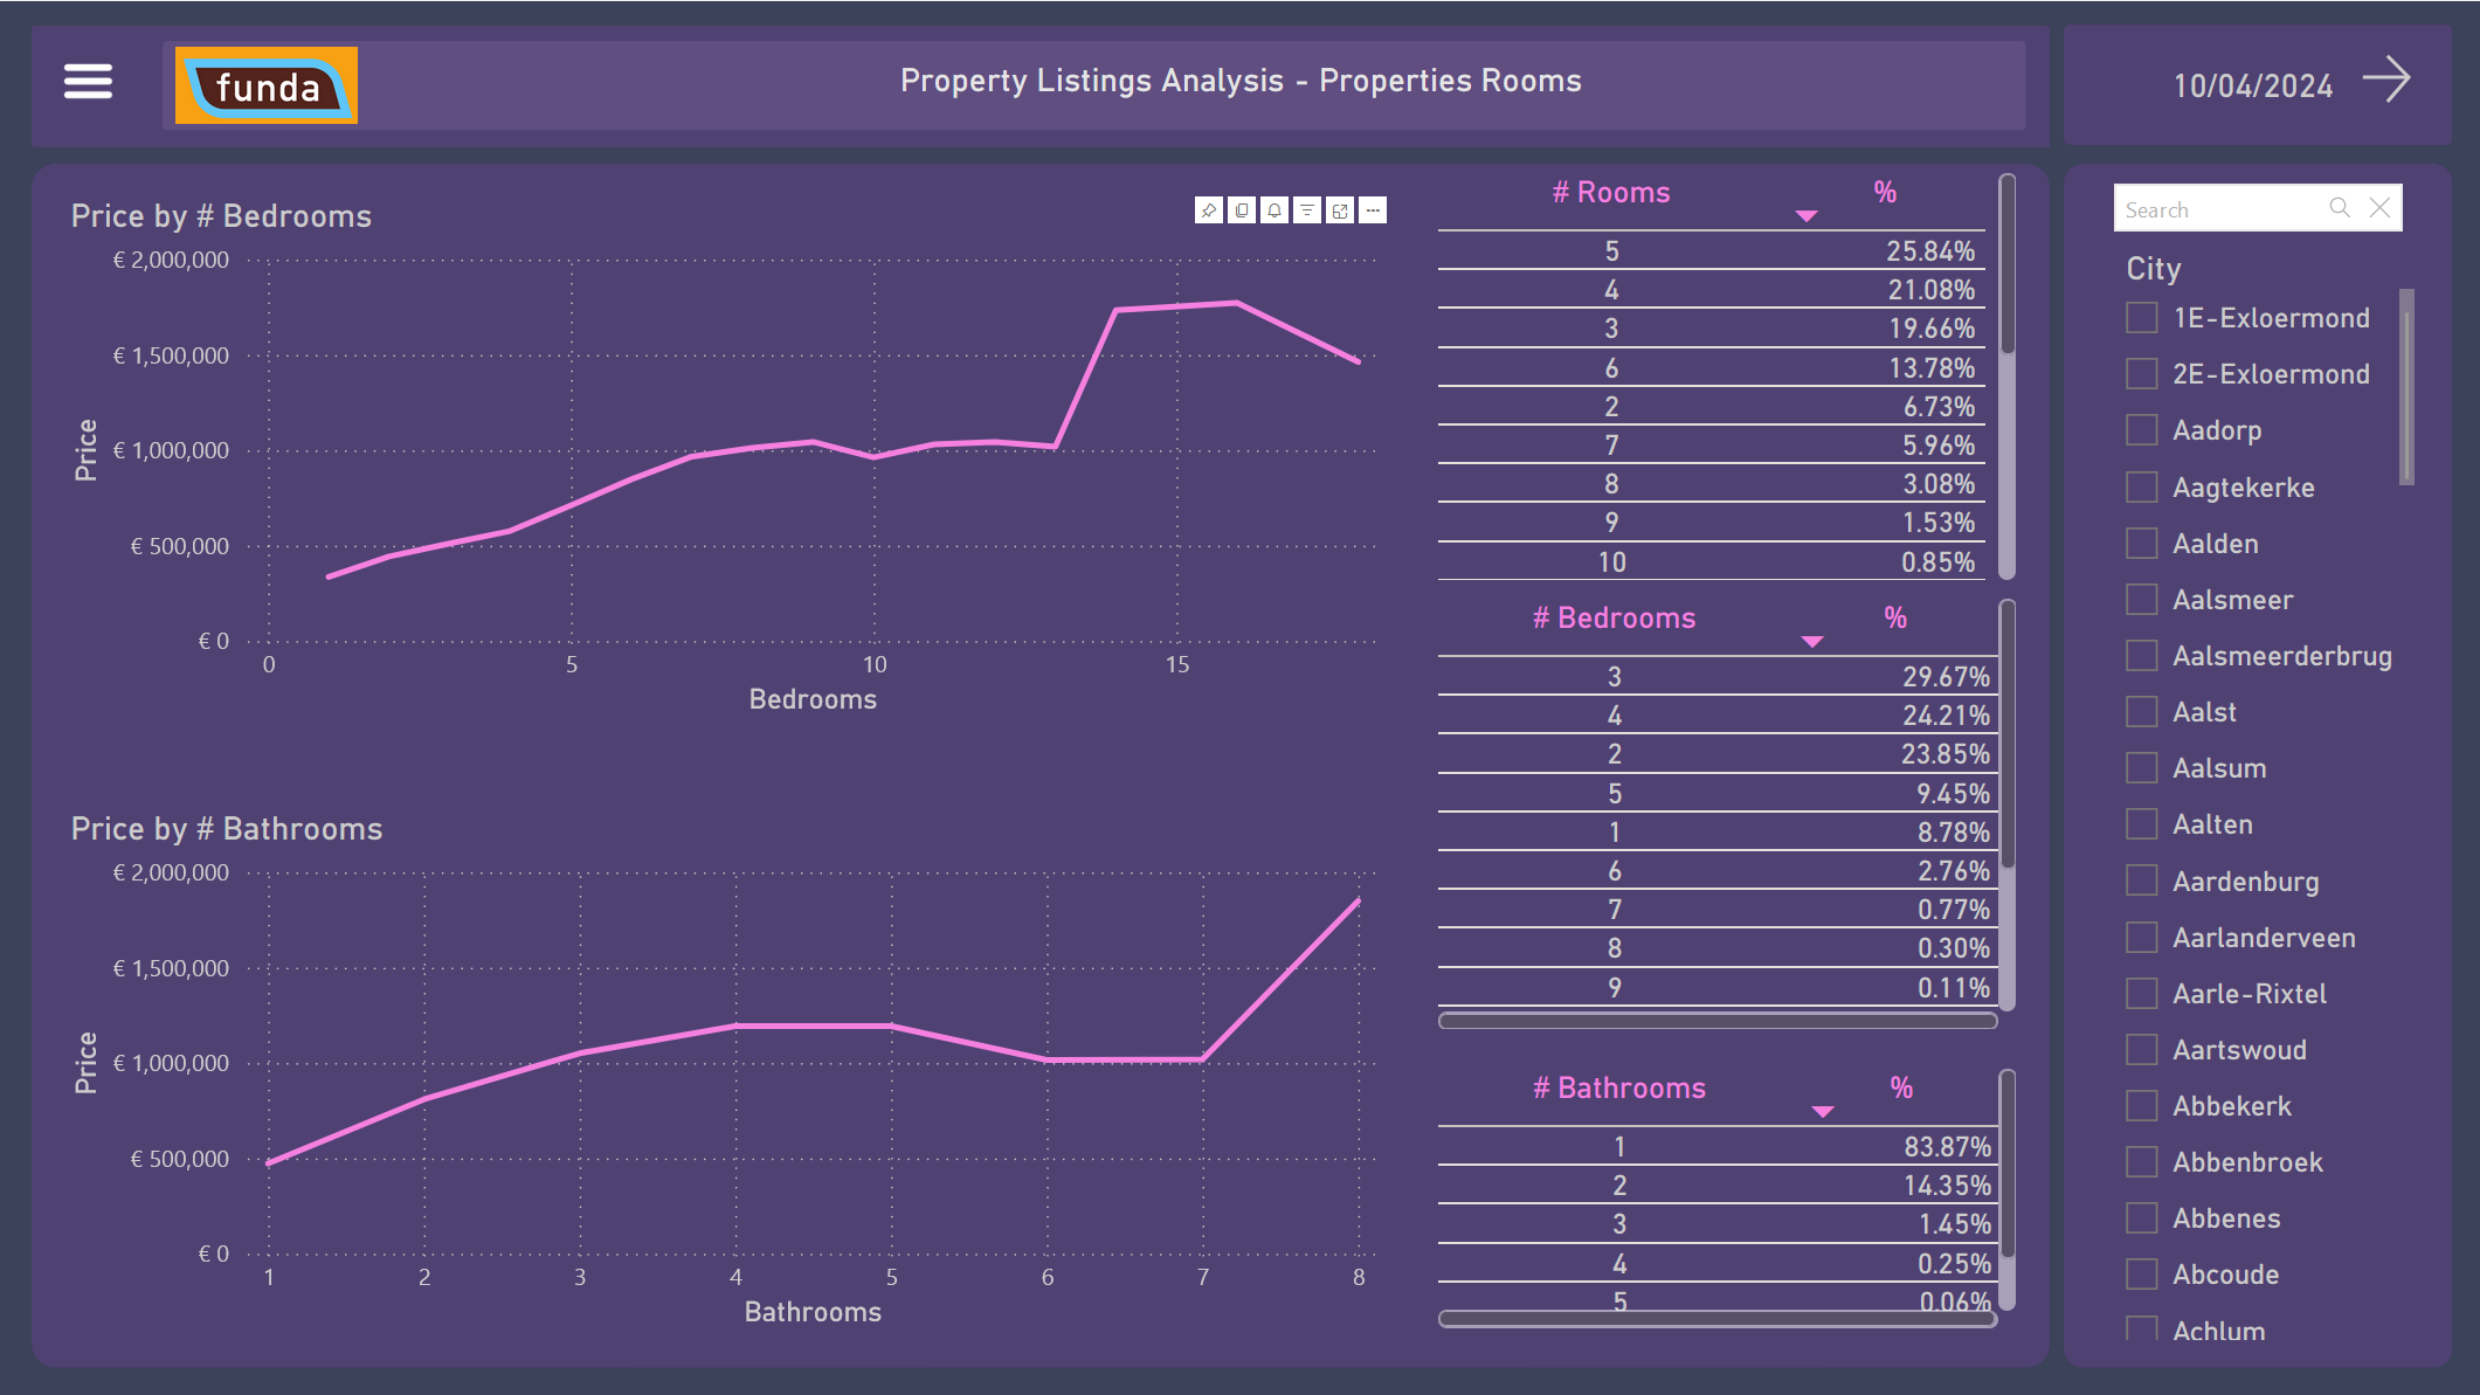 funda
Property Listings Analysis - Properties Rooms
10/04/2024
Price by # Bedrooms
€ 2,000,000
€ 1,500,000
€ 1,000,000
€ 500,000
€ 0
Price
0 5 10 15
Bedrooms
Price by # Bathrooms
€ 2,000,000
€ 1,500,000
€ 1,000,000
€ 500,000
€ 0
Price
1 2 3 4 5 6 7 8
Bathrooms
# Rooms %
5 25.84%
4 21.08%
3 19.66%
6 13.78%
2 6.73%
7 5.96%
8 3.08%
9 1.53%
10 0.85%
# Bedrooms %
3 29.67%
4 24.21%
2 23.85%
5 9.45%
1 8.78%
6 2.76%
7 0.77%
8 0.30%
9 0.11%
# Bathrooms %
1 83.87%
2 14.35%
3 1.45%
4 0.25%
5 0.06%
Search
City
1E-Exloermond
2E-Exloermond
Aadorp
Aagtekerke
Aalden
Aalsmeer
Aalsmeerderbrug
Aalst
Aalsum
Aalten
Aardenburg
Aarlanderveen
Aarle-Rixtel
Aartswoud
Abbekerk
Abbenbroek
Abbenes
Abcoude
Achlum